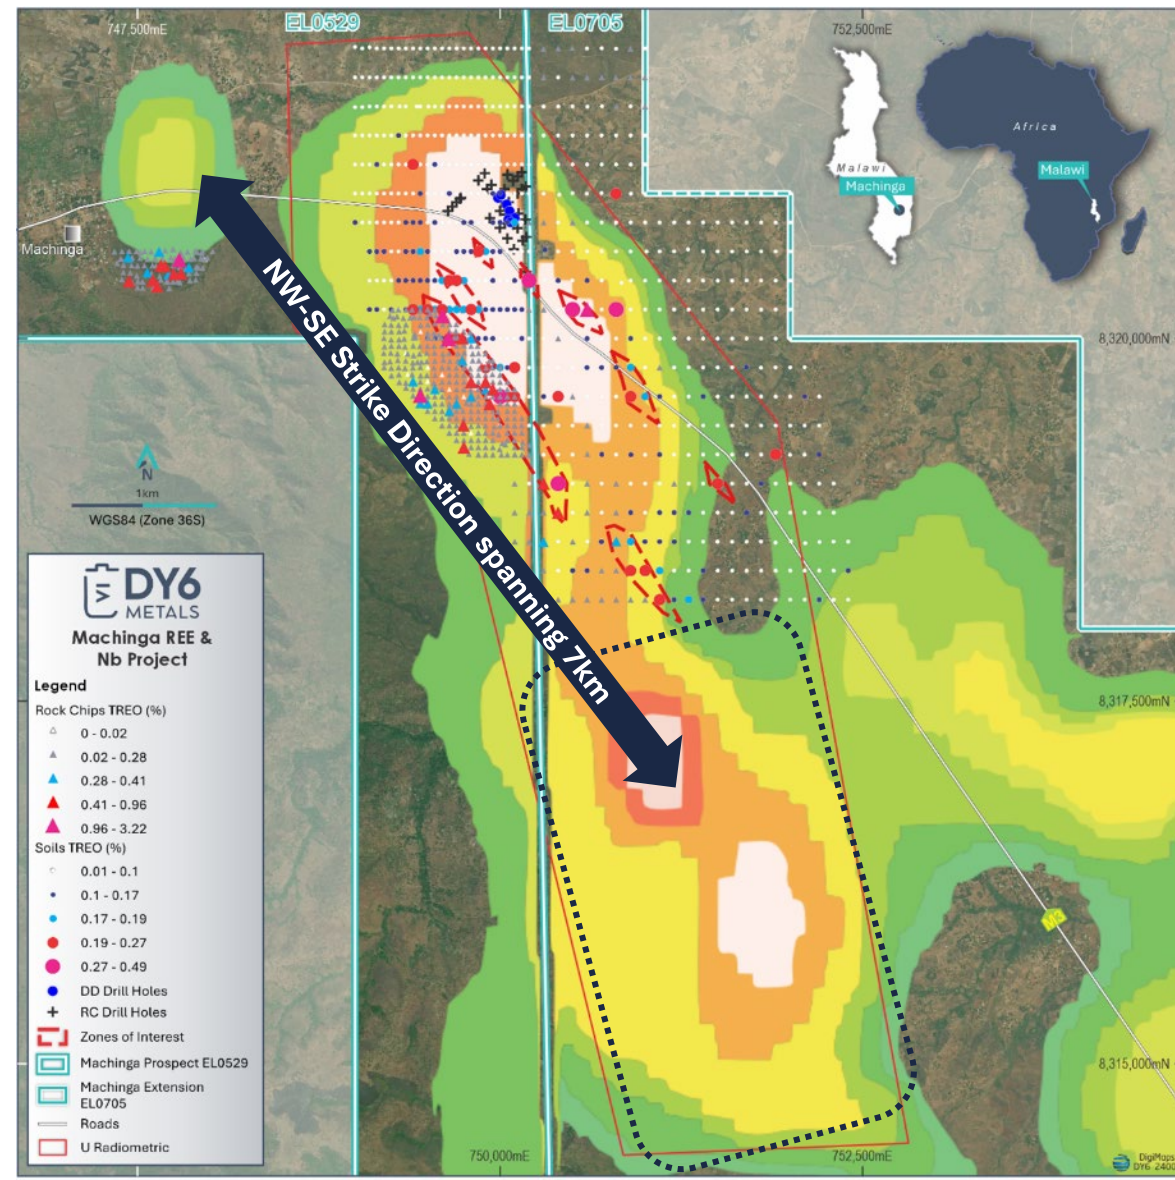 747,500mE
EL0529
EL0705
752,500mE
Africa
Malawi
Machinga
Malawi
Machinga
8,320,000mN
NW-SE Strike Direction spanning 7km
N
1km
WGS84 (Zone 36S)
DY6
METALS
Machinga REE &
Nb Project
Legend
Rock Chips TREO (%)
0 - 0.02
0.02 - 0.28
0.28 - 0.41
0.41 - 0.96
0.96 - 3.22
Soils TREO (%)
0.01 - 0.1
0.1 - 0.17
0.17 - 0.19
0.19 - 0.27
0.27 - 0.49
DD Drill Holes
RC Drill Holes
Zones of Interest
Machinga Prospect EL0529
Machinga Extension
EL0705
Roads
U Radiometric
8,317,500mN
M3
8,315,000mN
750,000mE
752,500mE
DigiMaps
DY6 2400